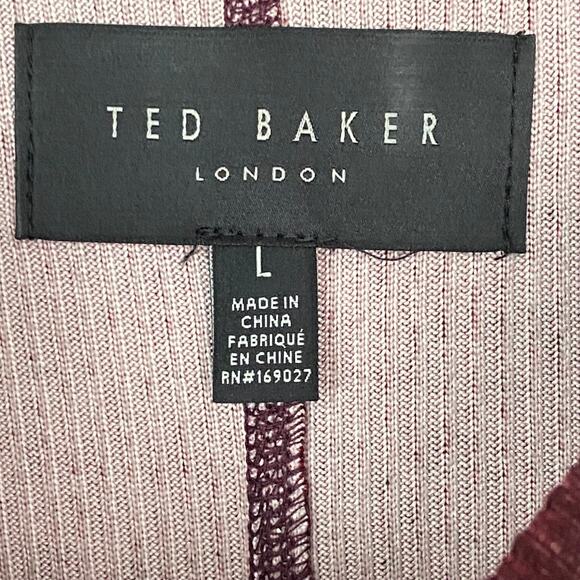 TED BAKER
LONDON
L
MADE IN
CHINA
FABRIQUÉ
EN CHINE
RN#169027